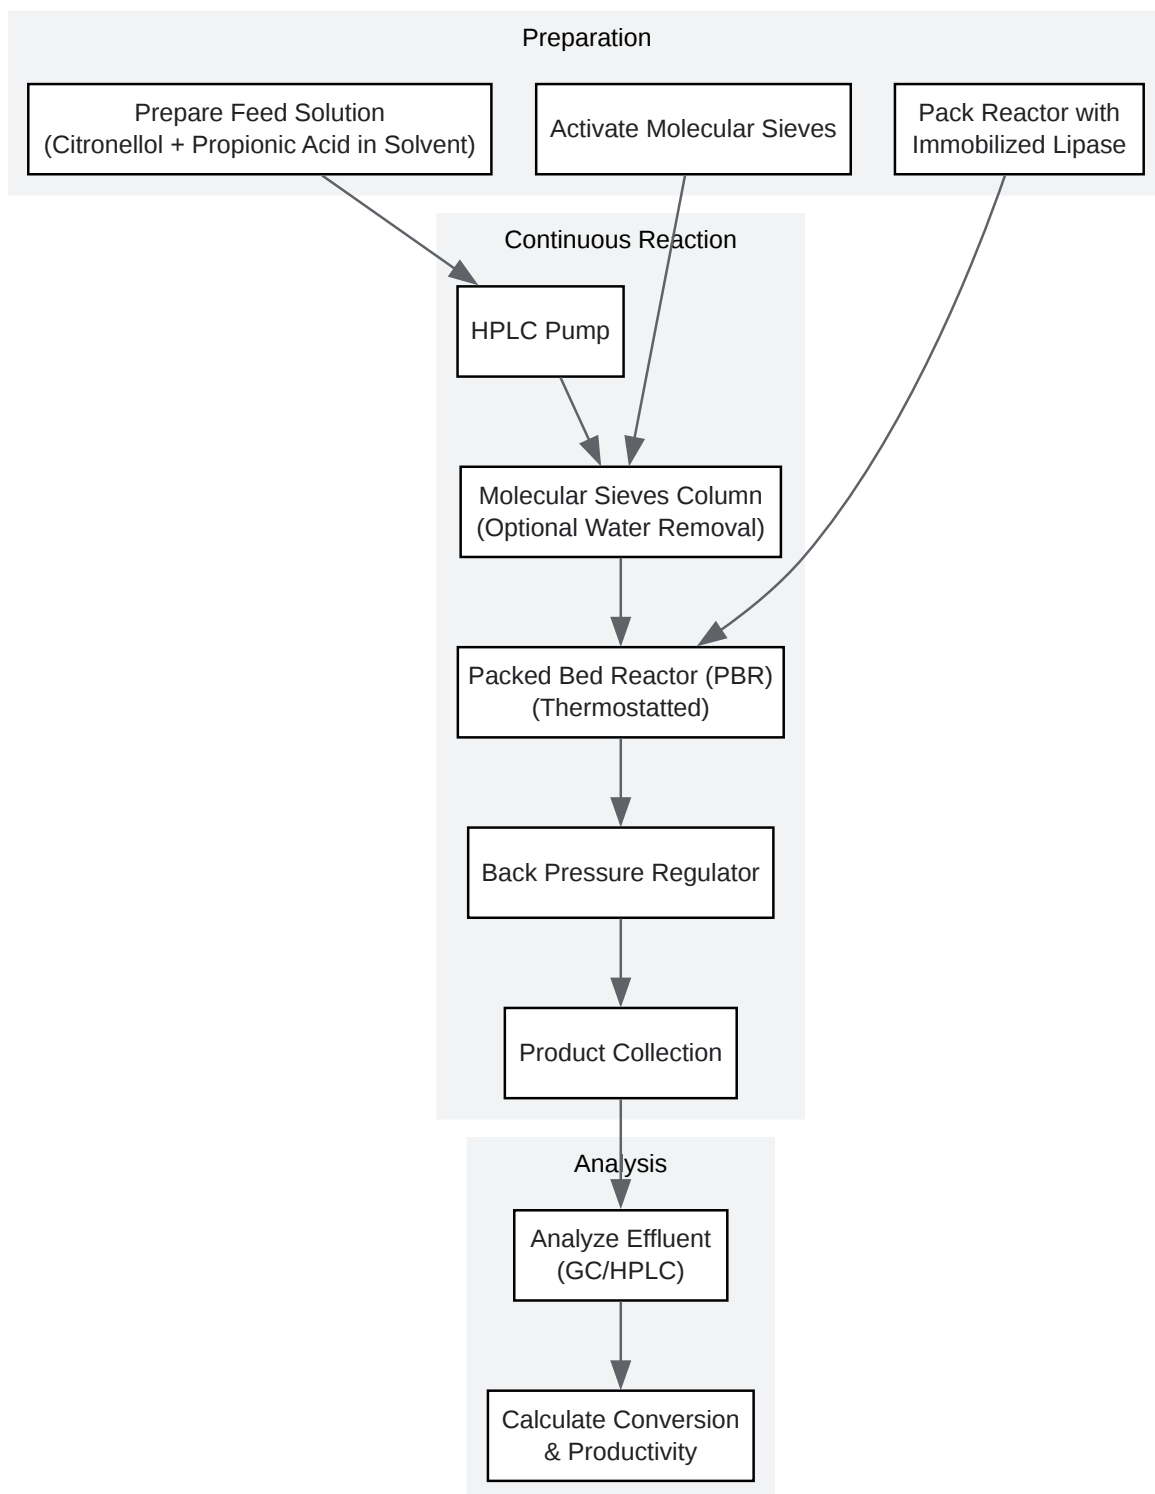 Preparation
Prepare Feed Solution
(Citronellol + Propionic Acid in Solvent)
Activate Molecular Sieves
Pack Reactor with
Immobilized Lipase
Continuous Reaction
HPLC Pump
Molecular Sieves Column
(Optional Water Removal)
Packed Bed Reactor (PBR)
(Thermostatted)
Back Pressure Regulator
Product Collection
Analysis
Analyze Effluent
(GC/HPLC)
Calculate Conversion
& Productivity